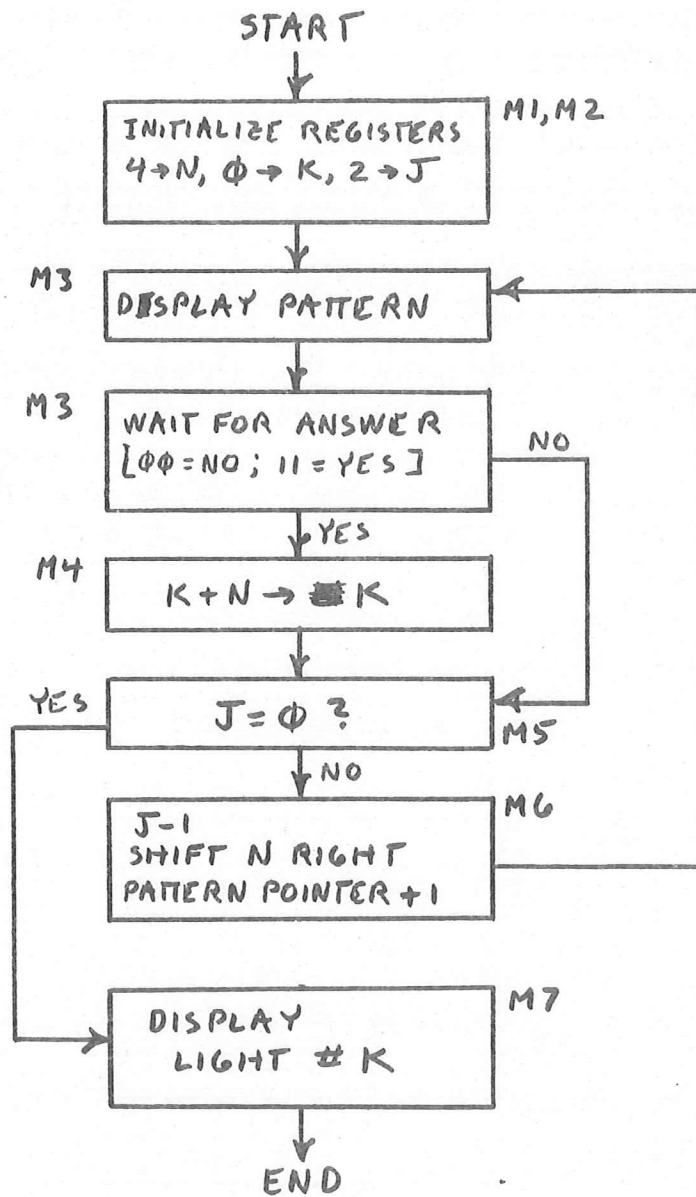 START
M1, M2
INITIALIZE REGISTERS
4→N, Φ→K, 2→J
M3
DISPLAY PATTERN
M3
WAIT FOR ANSWER
[ΦΦ=NO; 11=YES]
NO
YES
M4
K+N→ K
YES
J=Φ?
M5
NO
M6
J-1
SHIFT N RIGHT
PATTERN POINTER +1
M7
DISPLAY
LIGHT # K
END